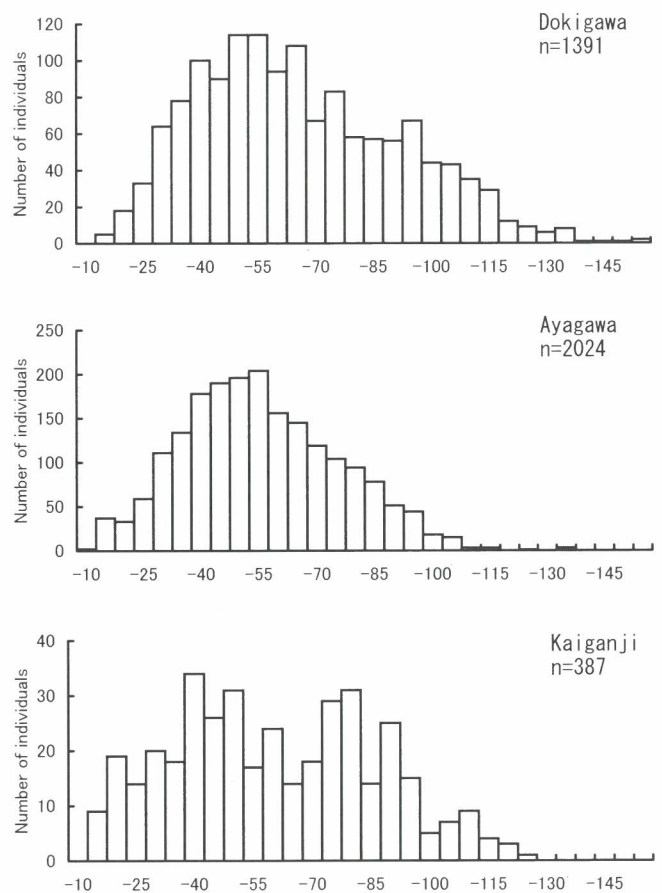 Dokigawa
n=1391
Number of individuals
120
100
80
60
40
20
0
-10 -25 -40 -55 -70 -85 -100 -115 -130 -145
Ayagawa
n=2024
Number of individuals
250
200
150
100
50
0
-10 -25 -40 -55 -70 -85 -100 -115 -130 -145
Kaiganji
n=387
Number of individuals
40
30
20
10
0
-10 -25 -40 -55 -70 -85 -100 -115 -130 -145